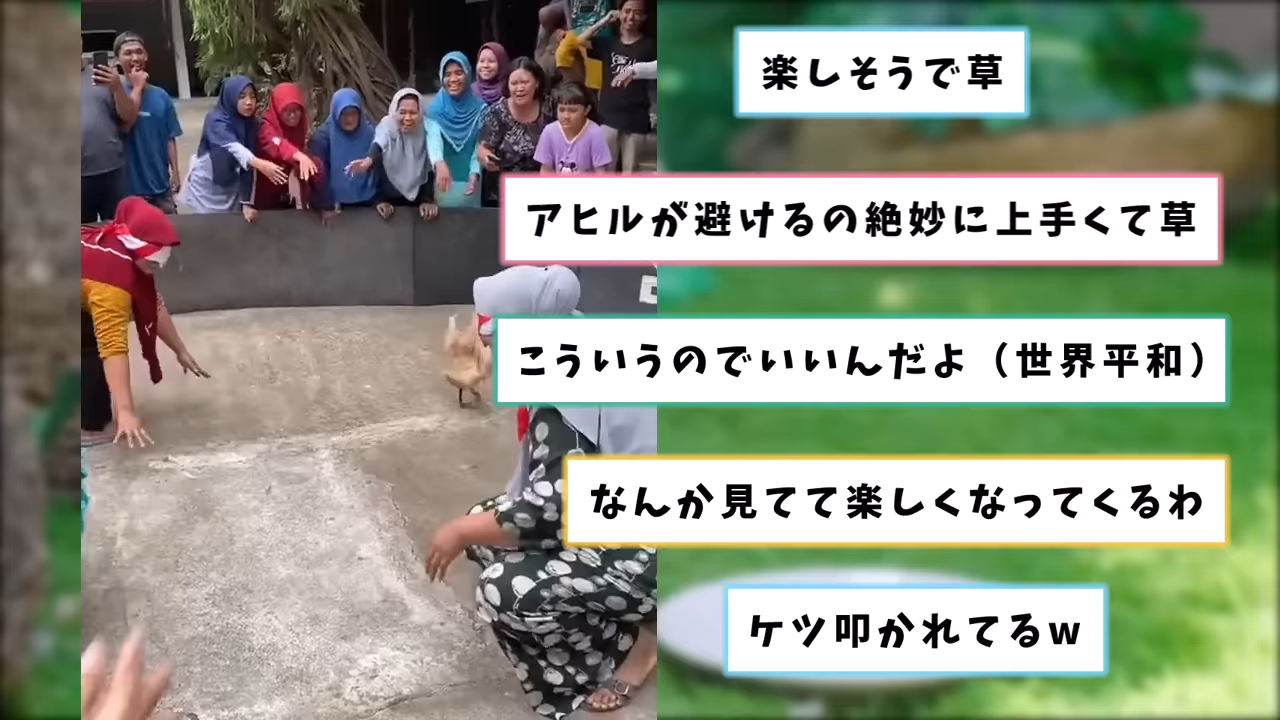 楽しそうで草
アヒルが避けるの絶妙に上手くて草
こういうのでいいんだよ（世界平和）
なんか見てて楽しくなってくるわ
ケツ叩かれてるw